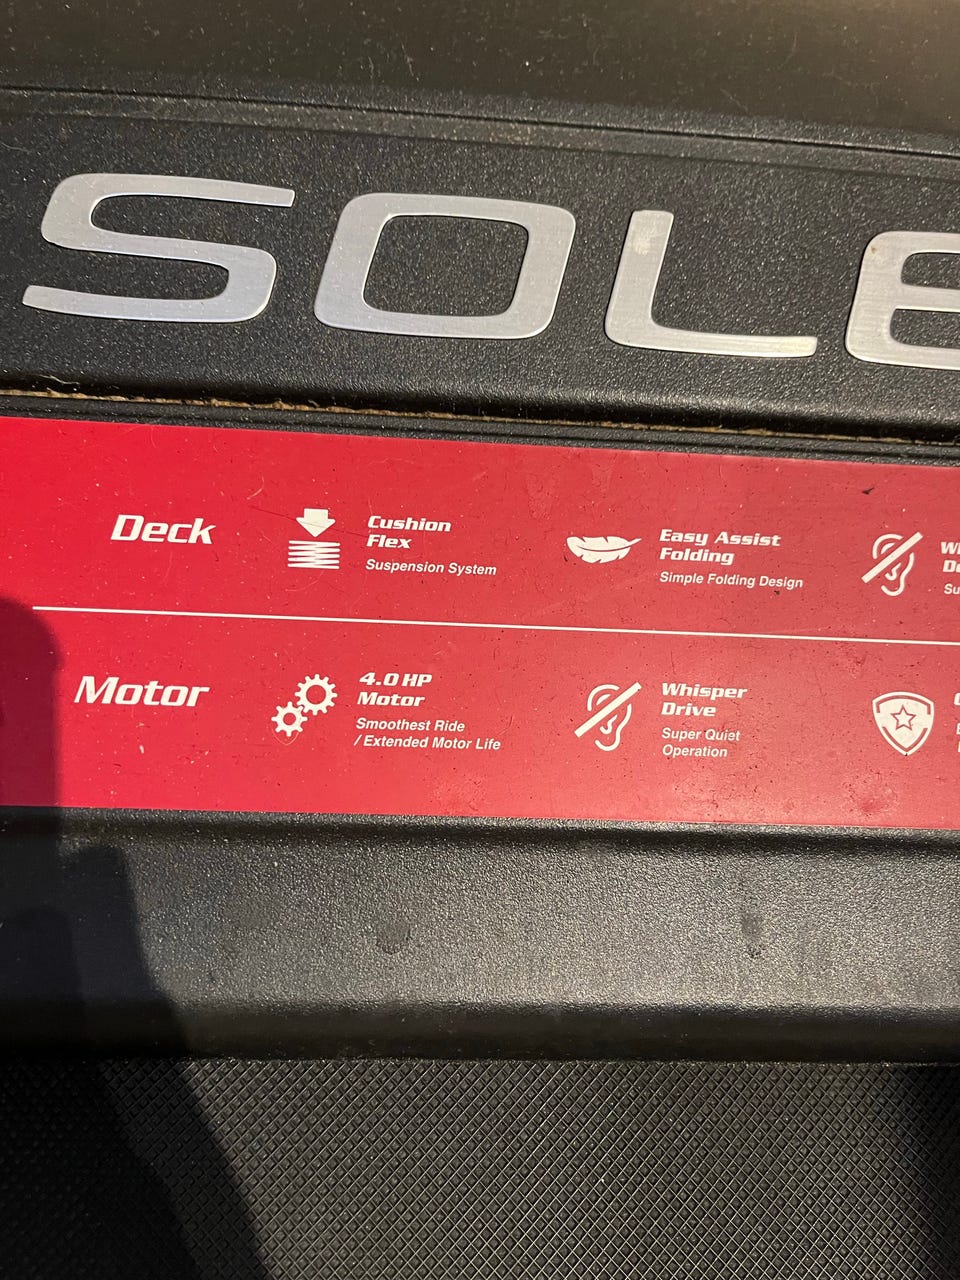 SOLE
Deck
Cushion
Flex
Suspension System
Easy Assist
Folding
Simple Folding Design
Motor
4.0 HP
Motor
Smoothest Ride
/ Extended Motor Life
Whisper
Drive
Super Quiet
Operation